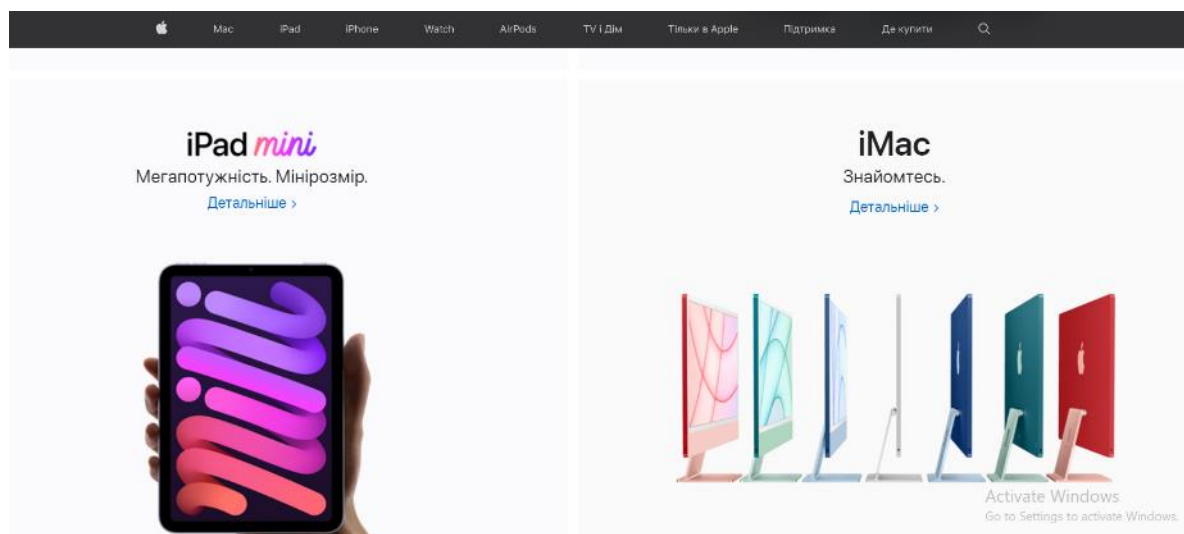 Mac iPad iPhone Watch AirPods TV і Дім Тільки в Apple Підтримка Де купити
iPad mini
Мегапотужність. Мінірозмір.
Детальніше >
iMac
Знайомтесь.
Детальніше >
Activate Windows
Go to Settings to activate Windows.